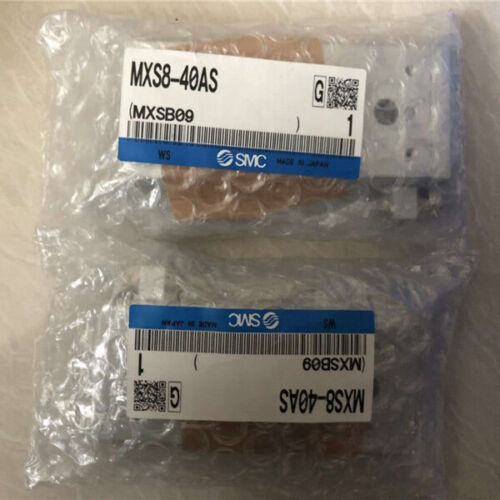 MXS8-40AS
G
(MXSB09 ) 1
WS SMC MADE IN JAPAN
MXS8-40AS
G
(MXSB09 ) 1
WS SMC MADE IN JAPAN